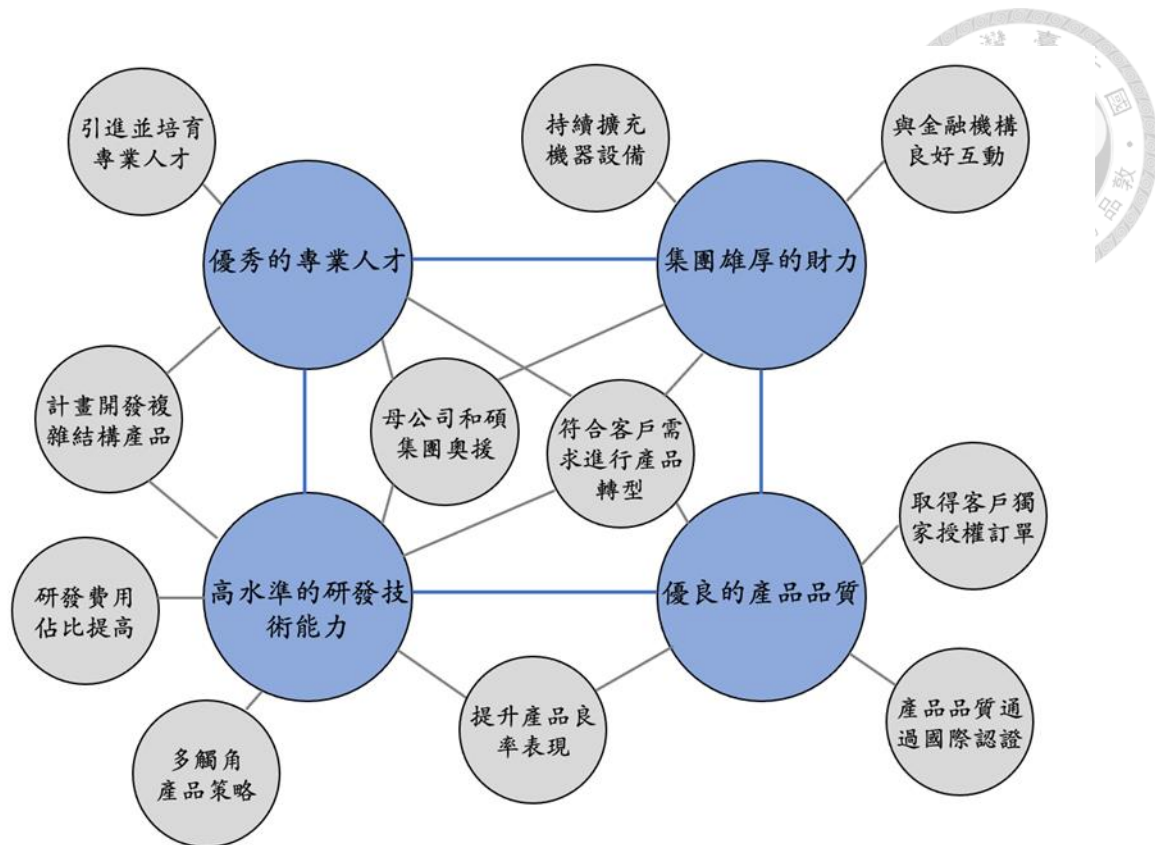 引進並培育
專業人才
持續擴充
機器設備
與金融機構
良好互動
優秀的專業人才
集團雄厚的財力
計畫開發複
雜結構產品
母公司和碩
集團奧援
符合客戶需
求進行產品
轉型
取得客戶獨
家授權訂單
研發費用
佔比提高
高水準的研發技
術能力
優良的產品品質
多觸角
產品策略
提升產品良
率表現
產品品質通
過國際認證
臺
國
敦
品